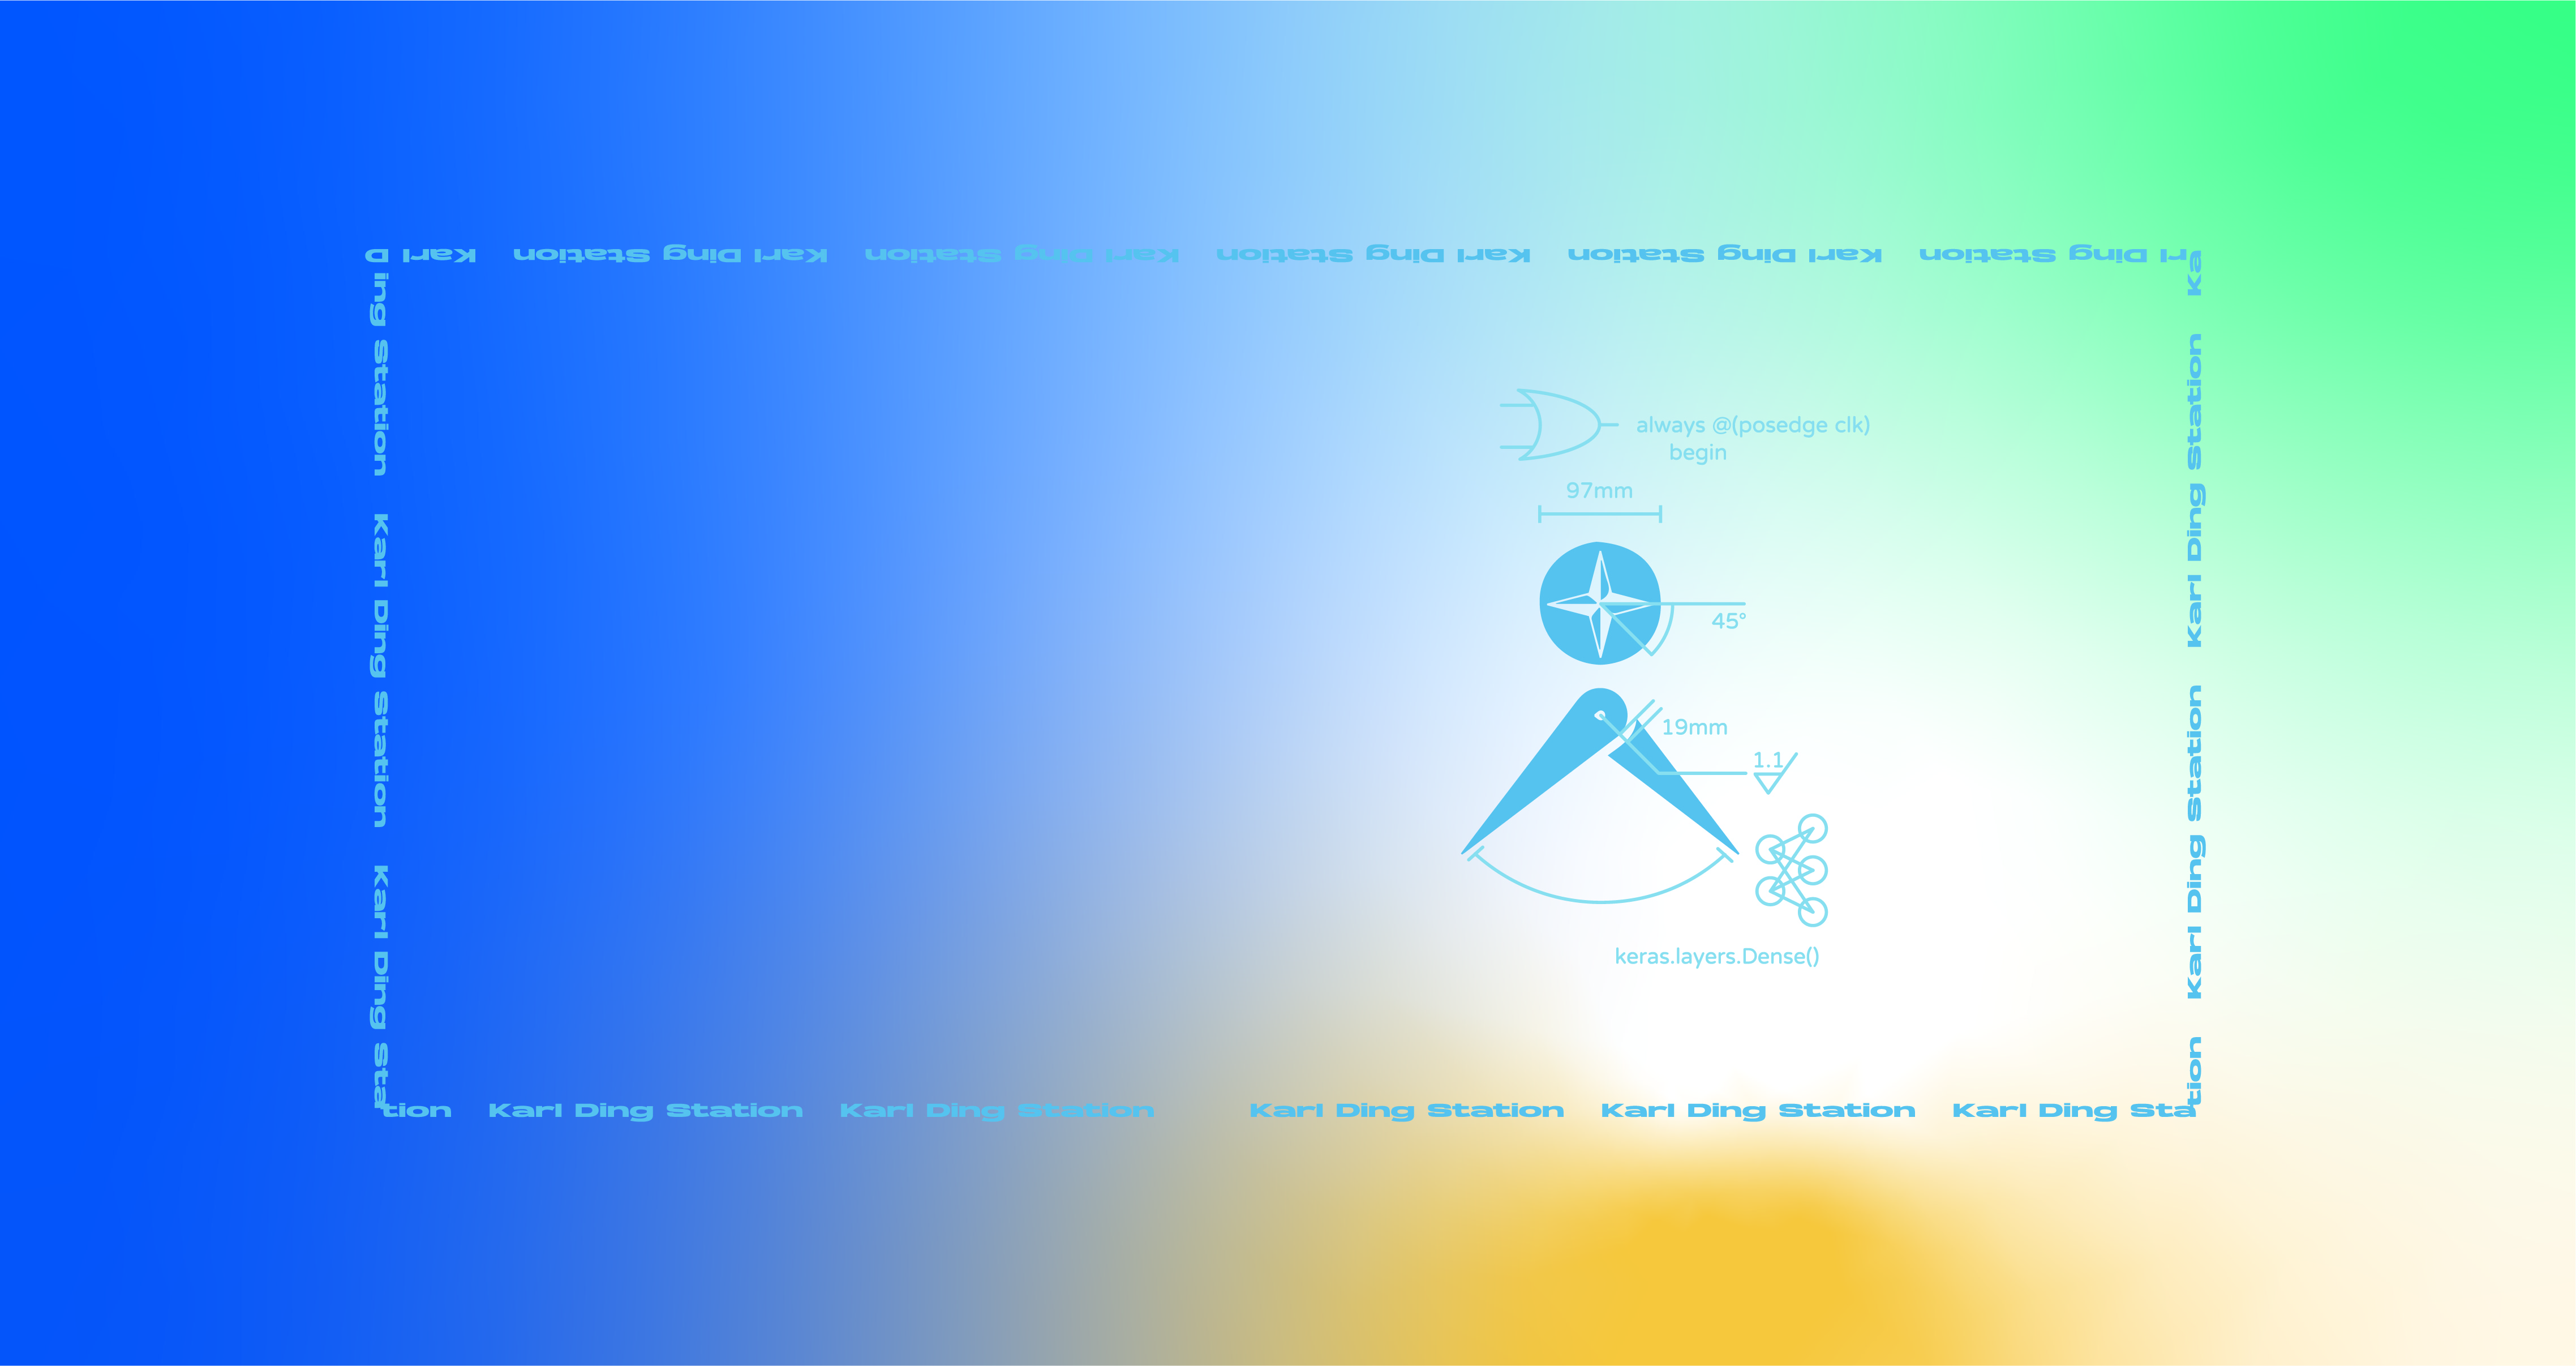 Karl Ding Station Karl Ding Station Karl Ding Station Karl Ding Station Karl Ding Station Karl D
ing Station Karl Ding Station Karl Ding Sta
tion Karl Ding Station Karl Ding Station Karl Ding Station Karl Ding Station Karl Ding Sta
tion Karl Ding Station Karl Ding Station Ka
always @(posedge clk)
begin
97mm
45°
19mm
1.1
keras.layers.Dense()